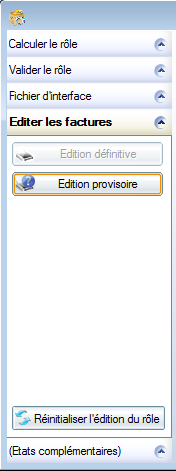 Calculer le rôle
Valider le rôle
Fichier d'interface
Editer les factures
Edition définitive
Edition provisoire
Réinitialiser l'édition du rôle
(Etats complémentaires)